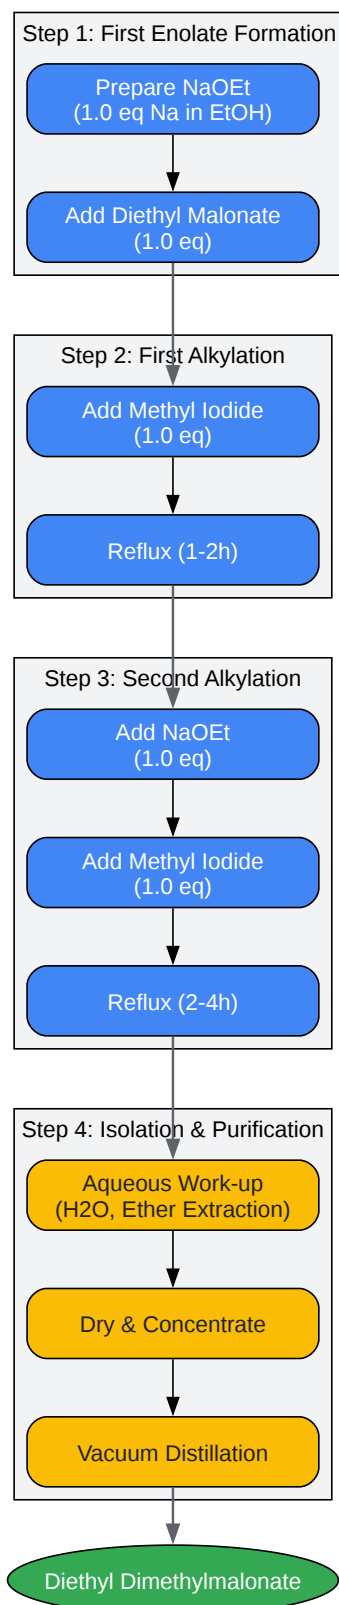 Step 1: First Enolate Formation
Prepare NaOEt
(1.0 eq Na in EtOH)
Add Diethyl Malonate
(1.0 eq)
Step 2: First Alkylation
Add Methyl Iodide
(1.0 eq)
Reflux (1-2h)
Step 3: Second Alkylation
Add NaOEt
(1.0 eq)
Add Methyl Iodide
(1.0 eq)
Reflux (2-4h)
Step 4: Isolation & Purification
Aqueous Work-up
(H2O, Ether Extraction)
Dry & Concentrate
Vacuum Distillation
Diethyl Dimethylmalonate